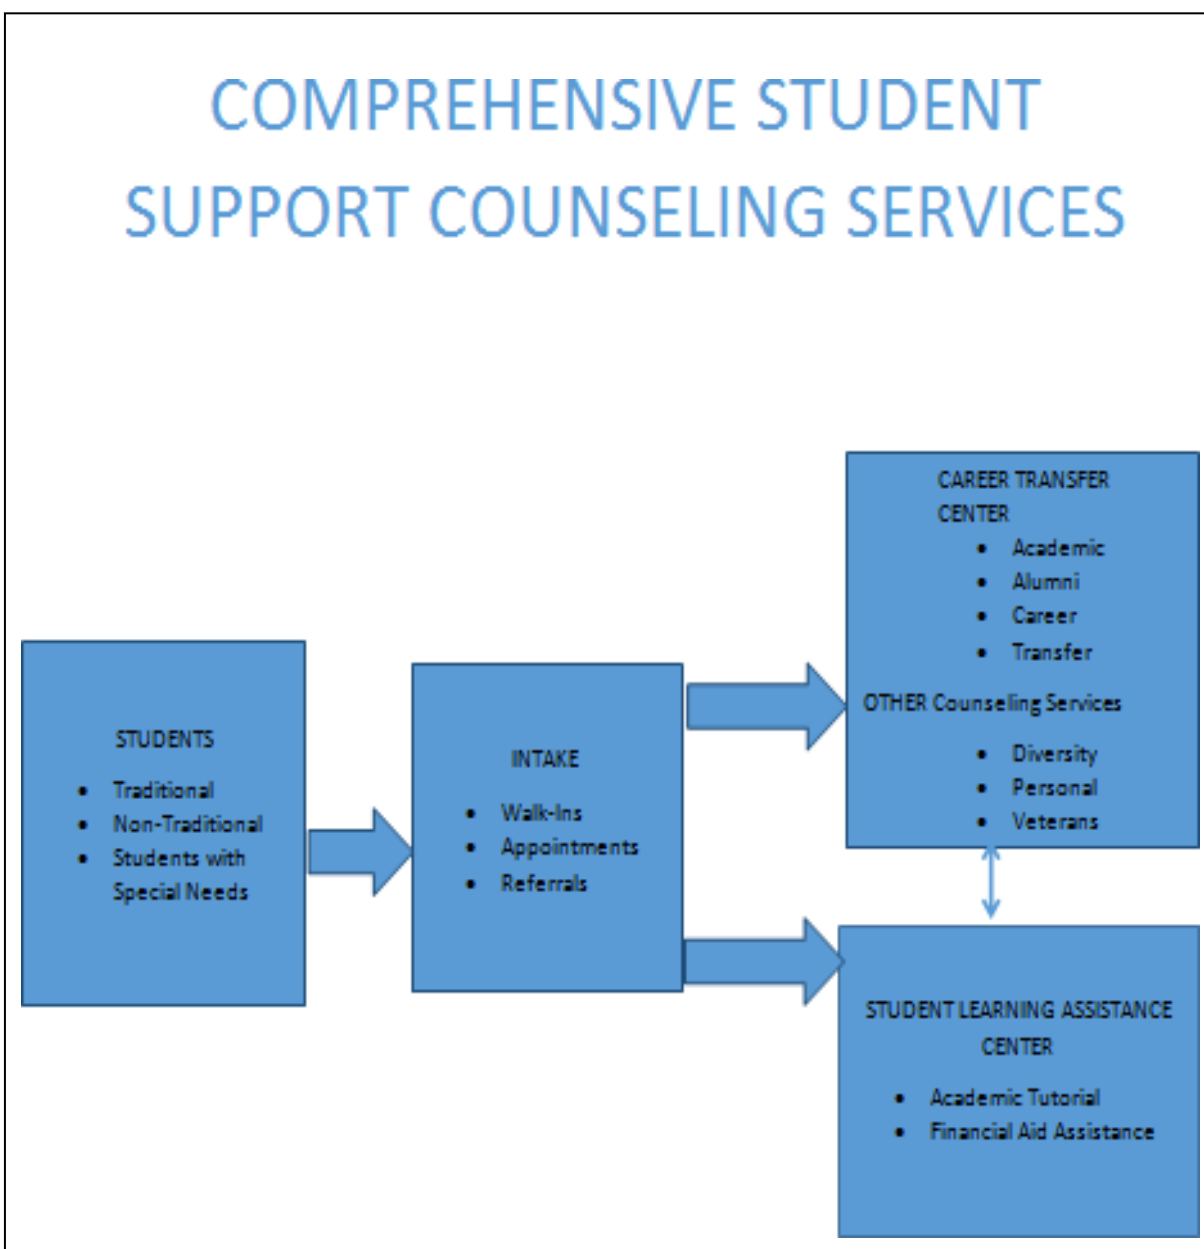 COMPREHENSIVE STUDENT
SUPPORT COUNSELING SERVICES
STUDENTS
• Traditional
• Non-Traditional
• Students with
Special Needs
INTAKE
• Walk-Ins
• Appointments
• Referrals
CAREER TRANSFER
CENTER
• Academic
• Alumni
• Career
• Transfer
OTHER Counseling Services
• Diversity
• Personal
• Veterans
STUDENT LEARNING ASSISTANCE
CENTER
• Academic Tutorial
• Financial Aid Assistance